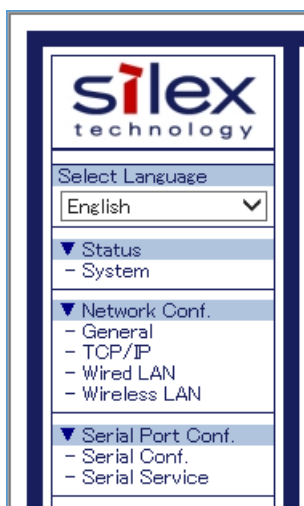 silex
technology
Select Language
English
▼ Status
- System
▼ Network Conf.
- General
- TCP/IP
- Wired LAN
- Wireless LAN
▼ Serial Port Conf.
- Serial Conf.
- Serial Service